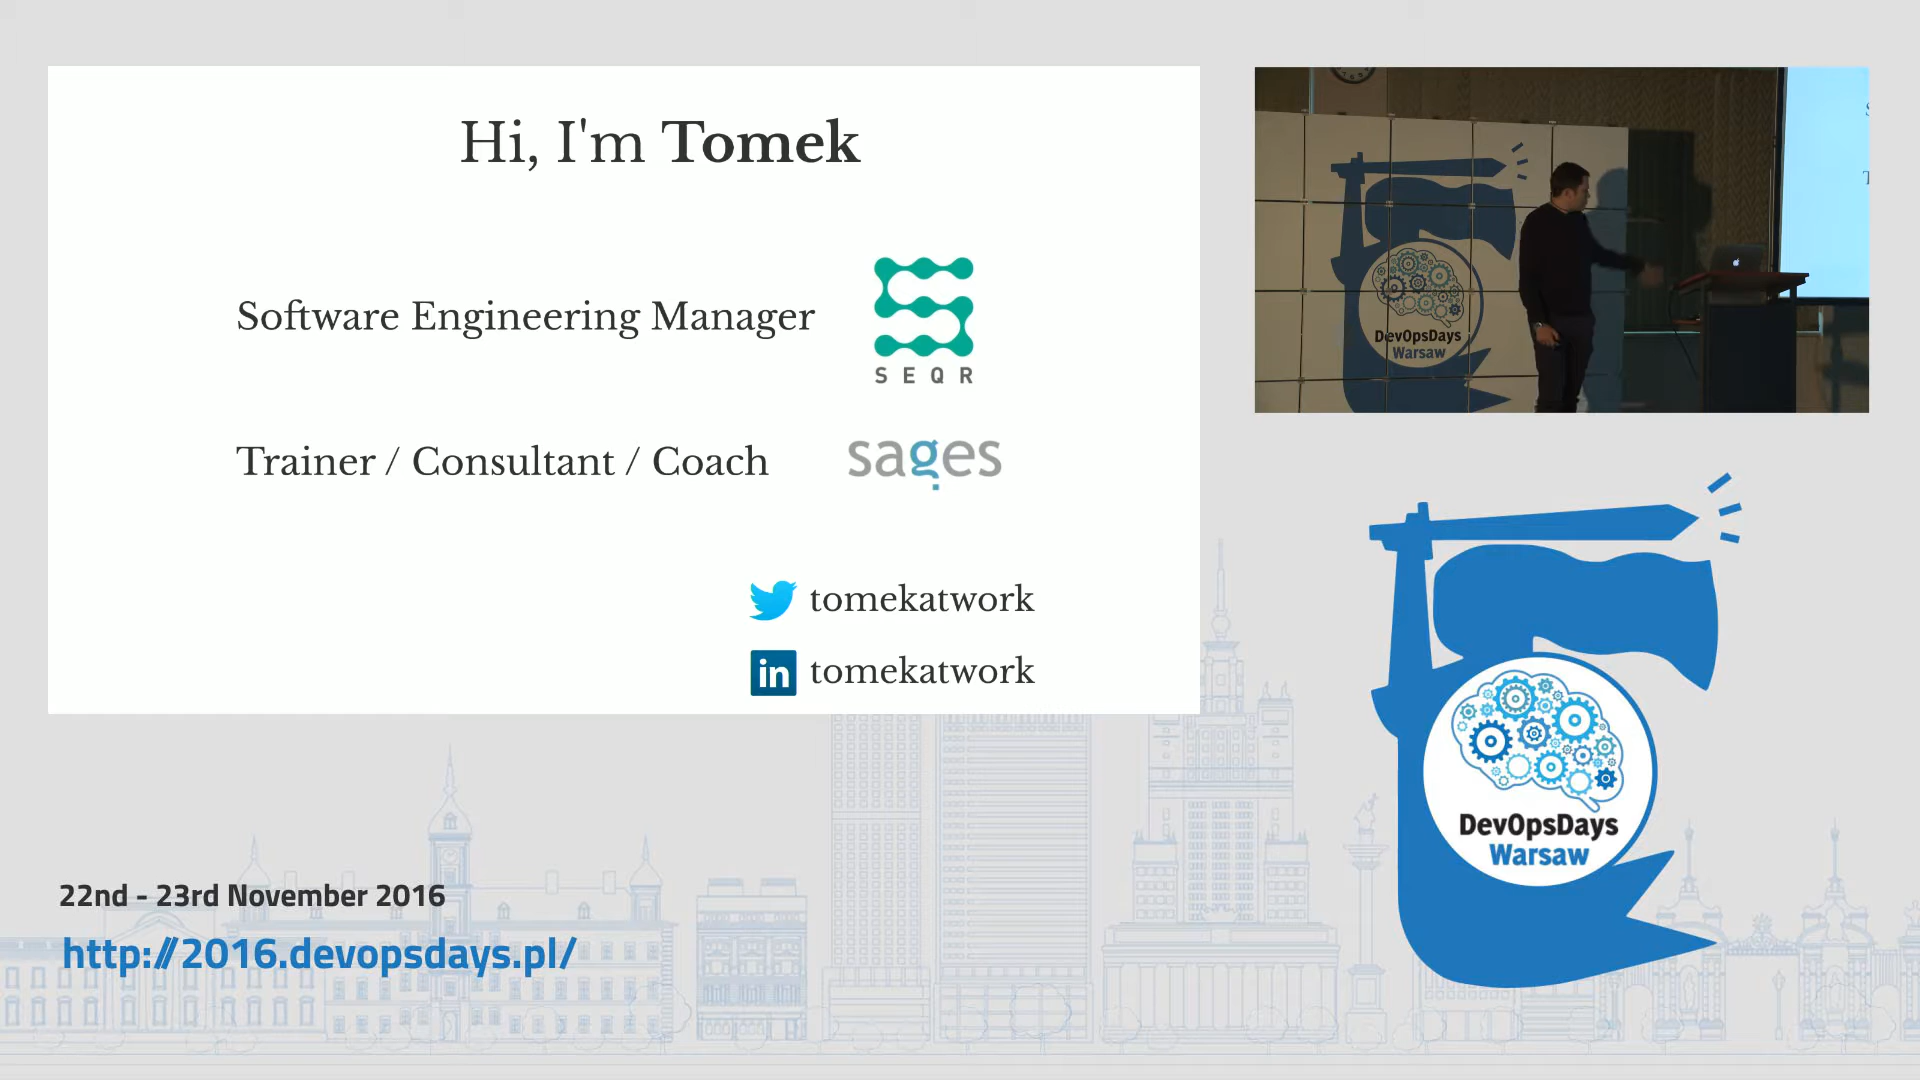 Hi, I'm Tomek
Software Engineering Manager
SEQR
Trainer / Consultant / Coach
sages
tomekatwork
in tomekatwork
DevOpsDays
Warsaw
DevOpsDays
Warsaw
22nd - 23rd November 2016
http://2016.devopsdays.pl/